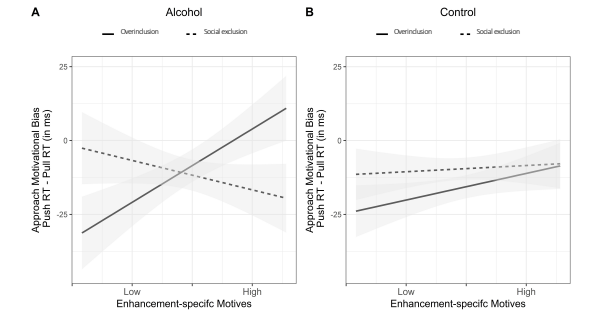 A Alcohol
Overinclusion Social exclusion
25
0
-25
Approach Motivational Bias
Push RT - Pull RT (in ms)
Low High
Enhancement-specifc Motives
B Control
Overinclusion Social exclusion
25
0
-25
Approach Motivational Bias
Push RT - Pull RT (in ms)
Low High
Enhancement-specifc Motives